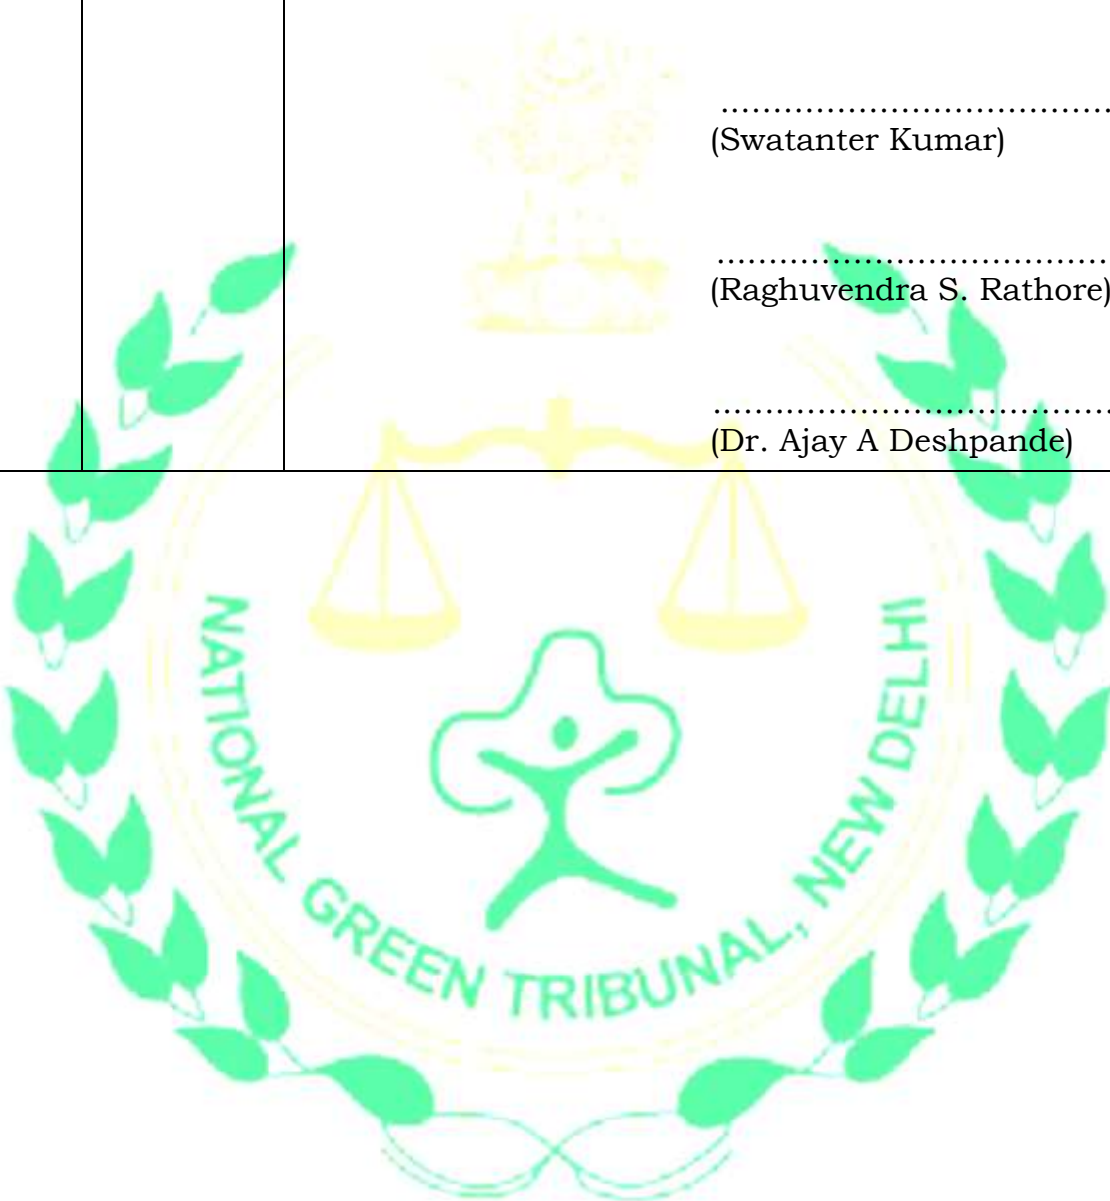 ..........................................
(Swatanter Kumar)
..........................................
(Raghuvendra S. Rathore)
..........................................
(Dr. Ajay A Deshpande)
NATIONAL GREEN TRIBUNAL, NEW DELHI